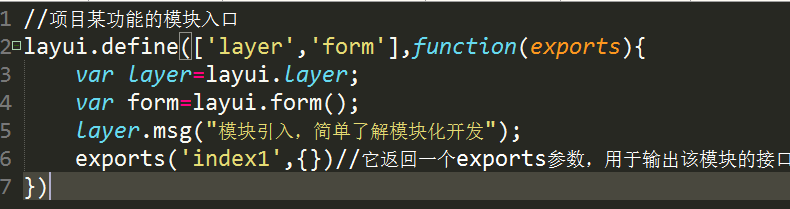 1 //项目某功能的模块入口
2 layui.define(['layer','form'],function(exports){
3 var layer=layui.layer;
4 var form=layui.form();
5 layer.msg("模块引入，简单了解模块化开发");
6 exports('index1',{})//它返回一个exports参数，用于输出该模块的接口
7 })